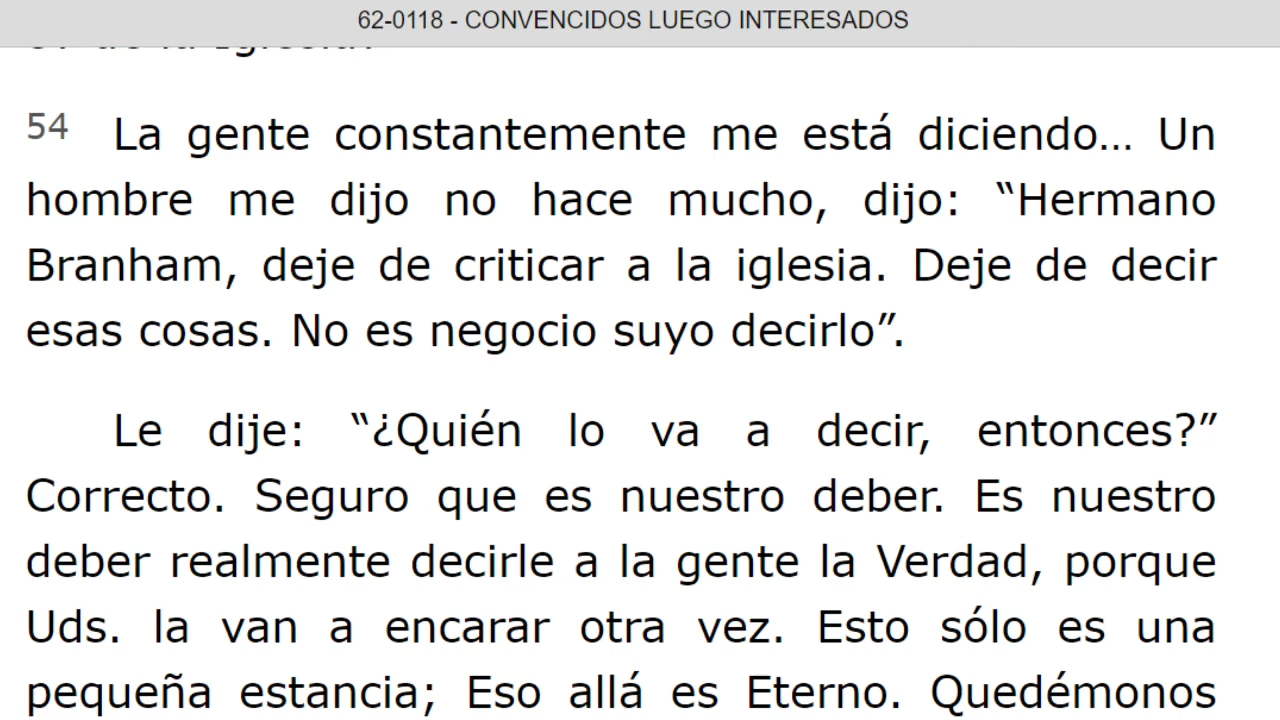 62-0118 - CONVENCIDOS LUEGO INTERESADOS
de la Iglesia?
54 La gente constantemente me está diciendo... Un
hombre me dijo no hace mucho, dijo: “Hermano
Branham, deje de criticar a la iglesia. Deje de decir
esas cosas. No es negocio suyo decirlo”.
Le dije: “¿Quién lo va a decir, entonces?”
Correcto. Seguro que es nuestro deber. Es nuestro
deber realmente decirle a la gente la Verdad, porque
Uds. la van a encarar otra vez. Esto sólo es una
pequeña estancia; Eso allá es Eterno. Quedémonos